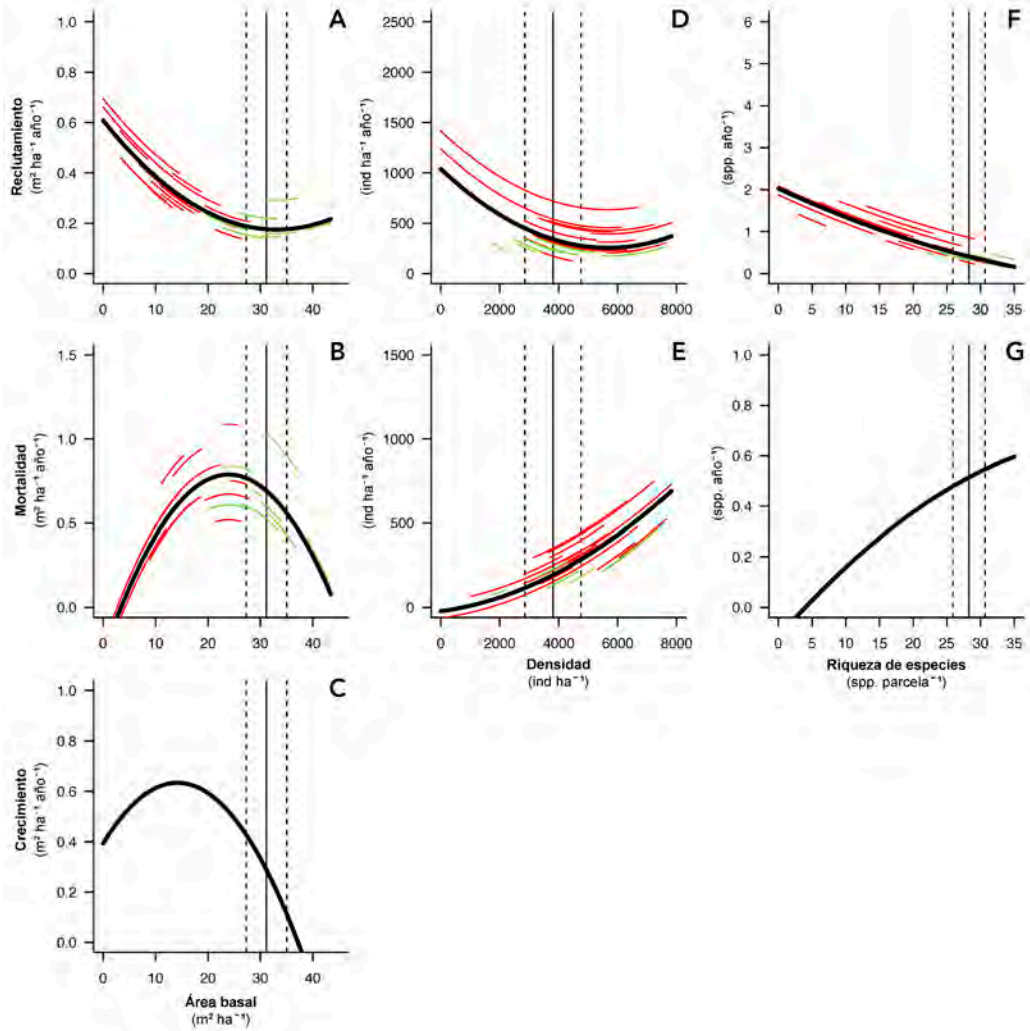 A
1.0
0.8
0.6
0.4
0.2
0.0
Reclutamiento
(m² ha⁻¹ año⁻¹)
0 10 20 30 40
D
2500
2000
1500
1000
500
0
(ind ha⁻¹ año⁻¹)
0 2000 4000 6000 8000
F
6
5
4
3
2
1
0
(spp. año⁻¹)
0 5 10 15 20 25 30 35
B
1.5
1.0
0.5
0.0
Mortalidad
(m² ha⁻¹ año⁻¹)
0 10 20 30 40
E
1500
1000
500
0
(ind ha⁻¹ año⁻¹)
0 2000 4000 6000 8000
Densidad
(ind ha⁻¹)
G
1.0
0.8
0.6
0.4
0.2
0.0
(spp. año⁻¹)
0 5 10 15 20 25 30 35
Riqueza de especies
(spp. parcela⁻¹)
C
1.0
0.8
0.6
0.4
0.2
0.0
Crecimiento
(m² ha⁻¹ año⁻¹)
0 10 20 30 40
Área basal
(m² ha⁻¹)